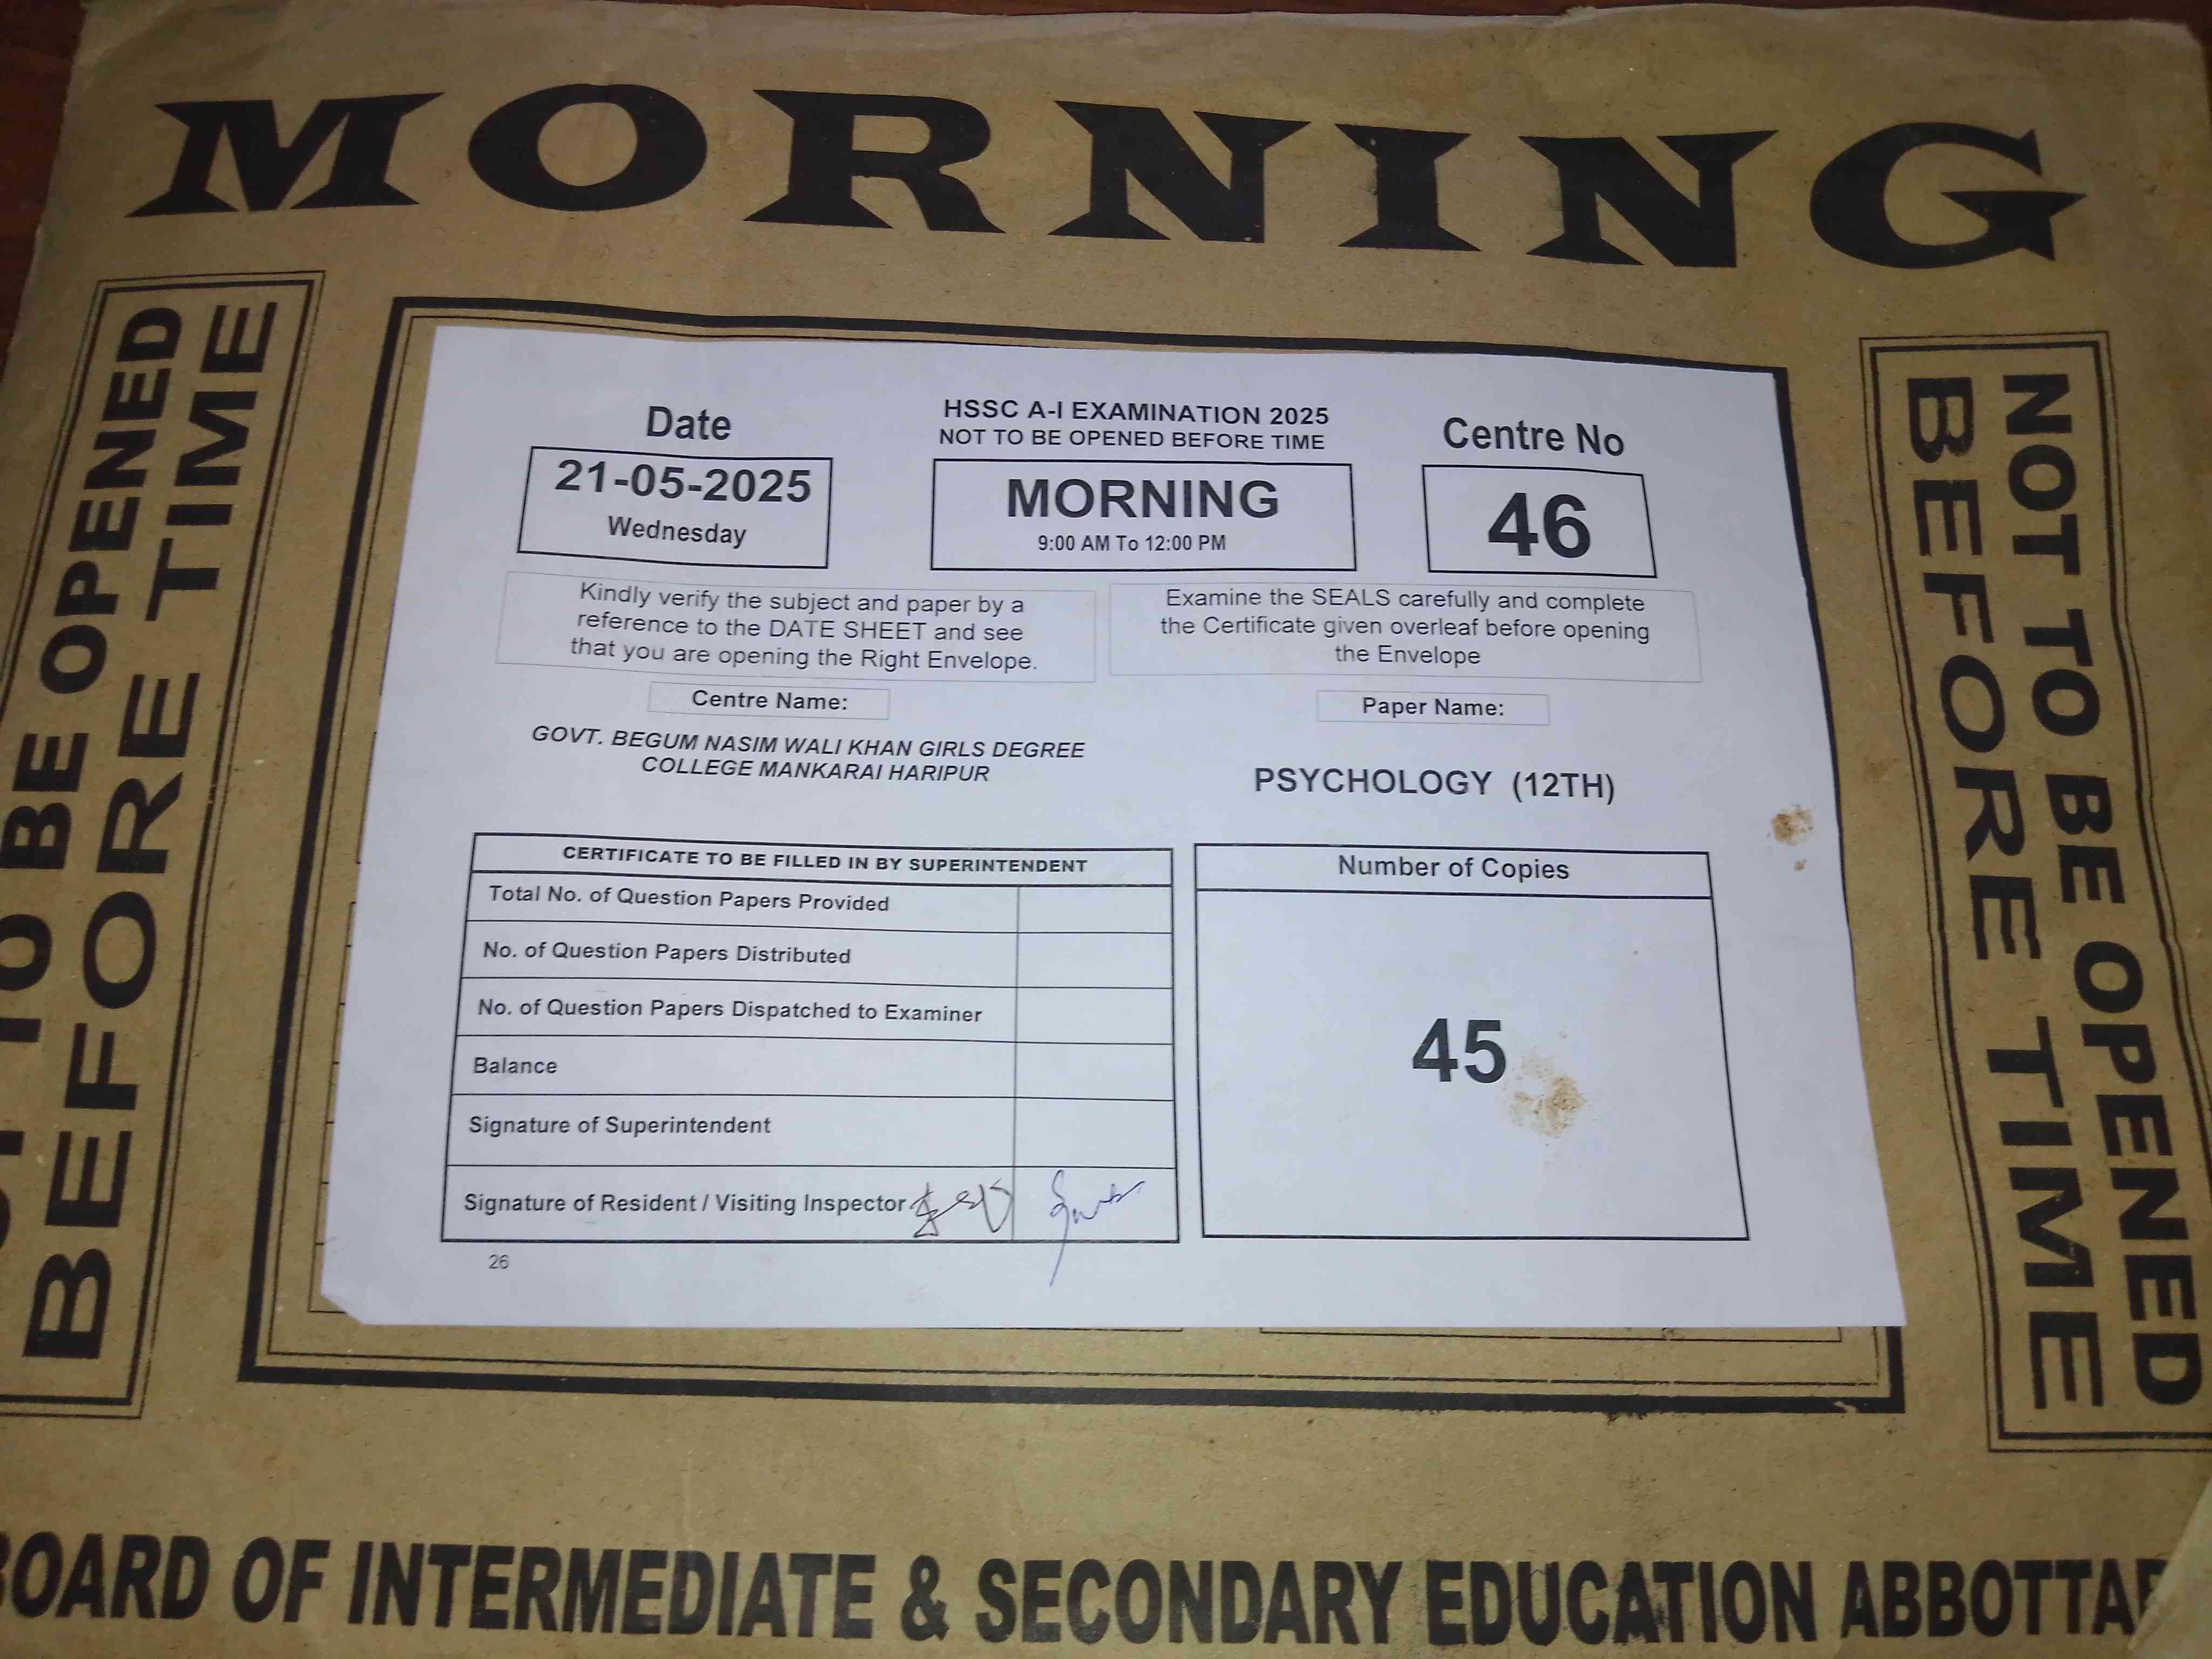 MORNING
NOT TO BE OPENED
BEFORE TIME
Date
21-05-2025
Wednesday
HSSC A-I EXAMINATION 2025
NOT TO BE OPENED BEFORE TIME
MORNING
9:00 AM To 12:00 PM
Centre No
46
Kindly verify the subject and paper by a
reference to the DATE SHEET and see
that you are opening the Right Envelope.
Examine the SEALS carefully and complete
the Certificate given overleaf before opening
the Envelope
Centre Name:
GOVT. BEGUM NASIM WALI KHAN GIRLS DEGREE
COLLEGE MANKARAI HARIPUR
Paper Name:
PSYCHOLOGY (12TH)
CERTIFICATE TO BE FILLED IN BY SUPERINTENDENT
Total No. of Question Papers Provided
No. of Question Papers Distributed
No. of Question Papers Dispatched to Examiner
Balance
Signature of Superintendent
Signature of Resident / Visiting Inspector
26
Number of Copies
45
NOT TO BE OPENED
BEFORE TIME
BOARD OF INTERMEDIATE & SECONDARY EDUCATION ABBOTTA